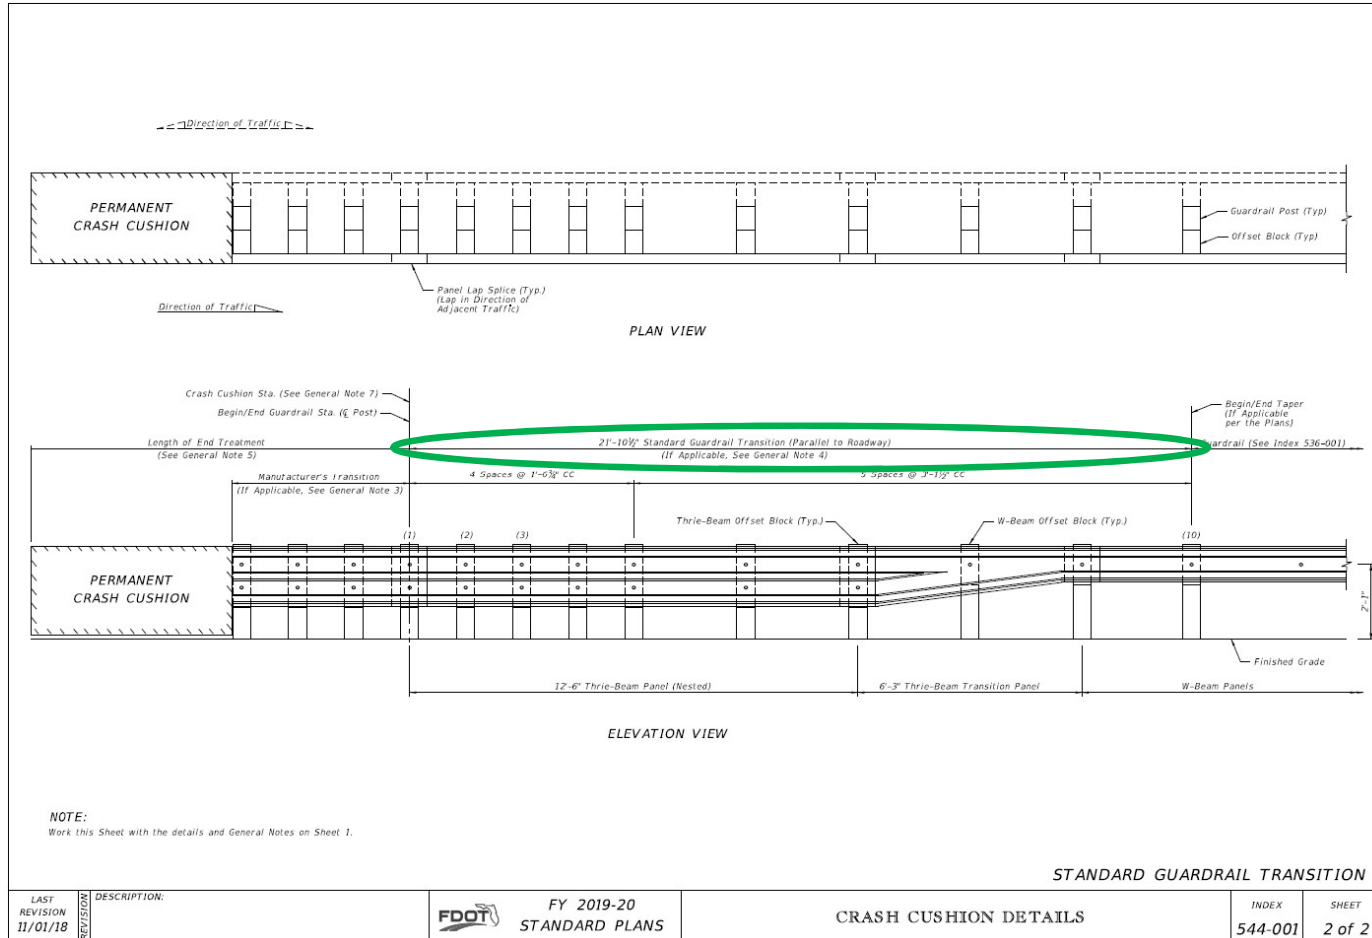 Direction of Traffic
PERMANENT
CRASH CUSHION
Guardrail Post (Typ)
Offset Block (Typ)
Panel Lap Splice (Typ.)
(Lap in Direction of
Adjacent Traffic)
Direction of Traffic
PLAN VIEW
Crash Cushion Sta. (See General Note 7)
Begin/End Guardrail Sta. (℄ Post)
Begin/End Taper
(If Applicable
per the Plans)
Length of End Treatment
(See General Note 5)
21'-10½" Standard Guardrail Transition (Parallel to Roadway)
(If Applicable, See General Note 4)
Guardrail (See Index 536-001)
Manufacturer's Transition
(If Applicable, See General Note 3)
4 Spaces @ 1'-6¾" CC
5 Spaces @ 3'-1½" CC
Thrie-Beam Offset Block (Typ.)
W-Beam Offset Block (Typ.)
(1) (2) (3) (10)
PERMANENT
CRASH CUSHION
2'-1"
Finished Grade
12'-6" Thrie-Beam Panel (Nested)
6'-3" Thrie-Beam Transition Panel
W-Beam Panels
ELEVATION VIEW
NOTE:
Work this Sheet with the details and General Notes on Sheet 1.
STANDARD GUARDRAIL TRANSITION
LAST
REVISION
11/01/18
REVISION
DESCRIPTION:
FDOT
FY 2019-20
STANDARD PLANS
CRASH CUSHION DETAILS
INDEX
544-001
SHEET
2 of 2